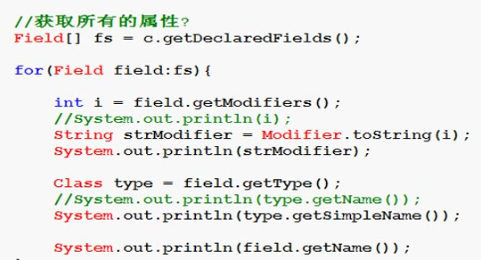 //获取所有的属性?
Field[] fs = c.getDeclaredFields();
for(Field field:fs){
int i = field.getModifiers();
//System.out.println(i);
String strModifier = Modifier.toString(i);
System.out.println(strModifier);
Class type = field.getType();
//System.out.println(type.getName());
System.out.println(type.getSimpleName());
System.out.println(field.getName());